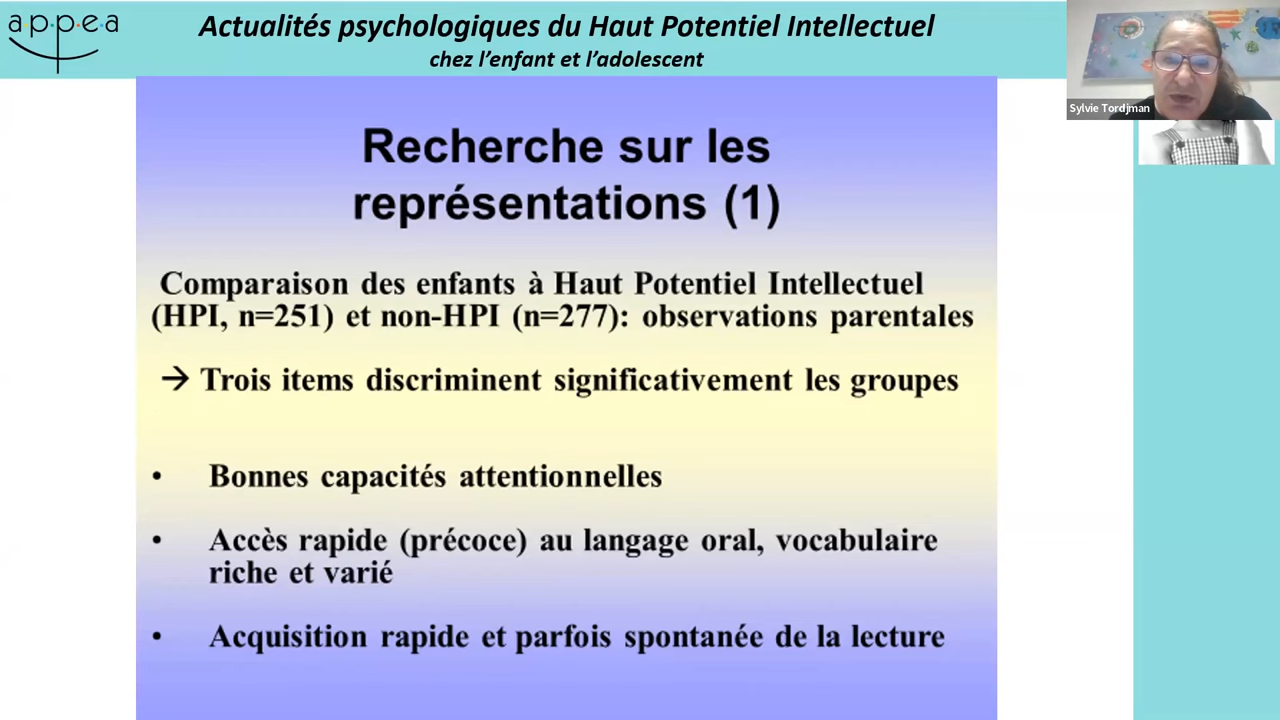 a·p·p·e·a
Actualités psychologiques du Haut Potentiel Intellectuel
chez l'enfant et l'adolescent
Sylvie Tordjman
Recherche sur les
représentations (1)
Comparaison des enfants à Haut Potentiel Intellectuel
(HPI, n=251) et non-HPI (n=277): observations parentales
→ Trois items discriminent significativement les groupes
• Bonnes capacités attentionnelles
• Accès rapide (précoce) au langage oral, vocabulaire
riche et varié
• Acquisition rapide et parfois spontanée de la lecture